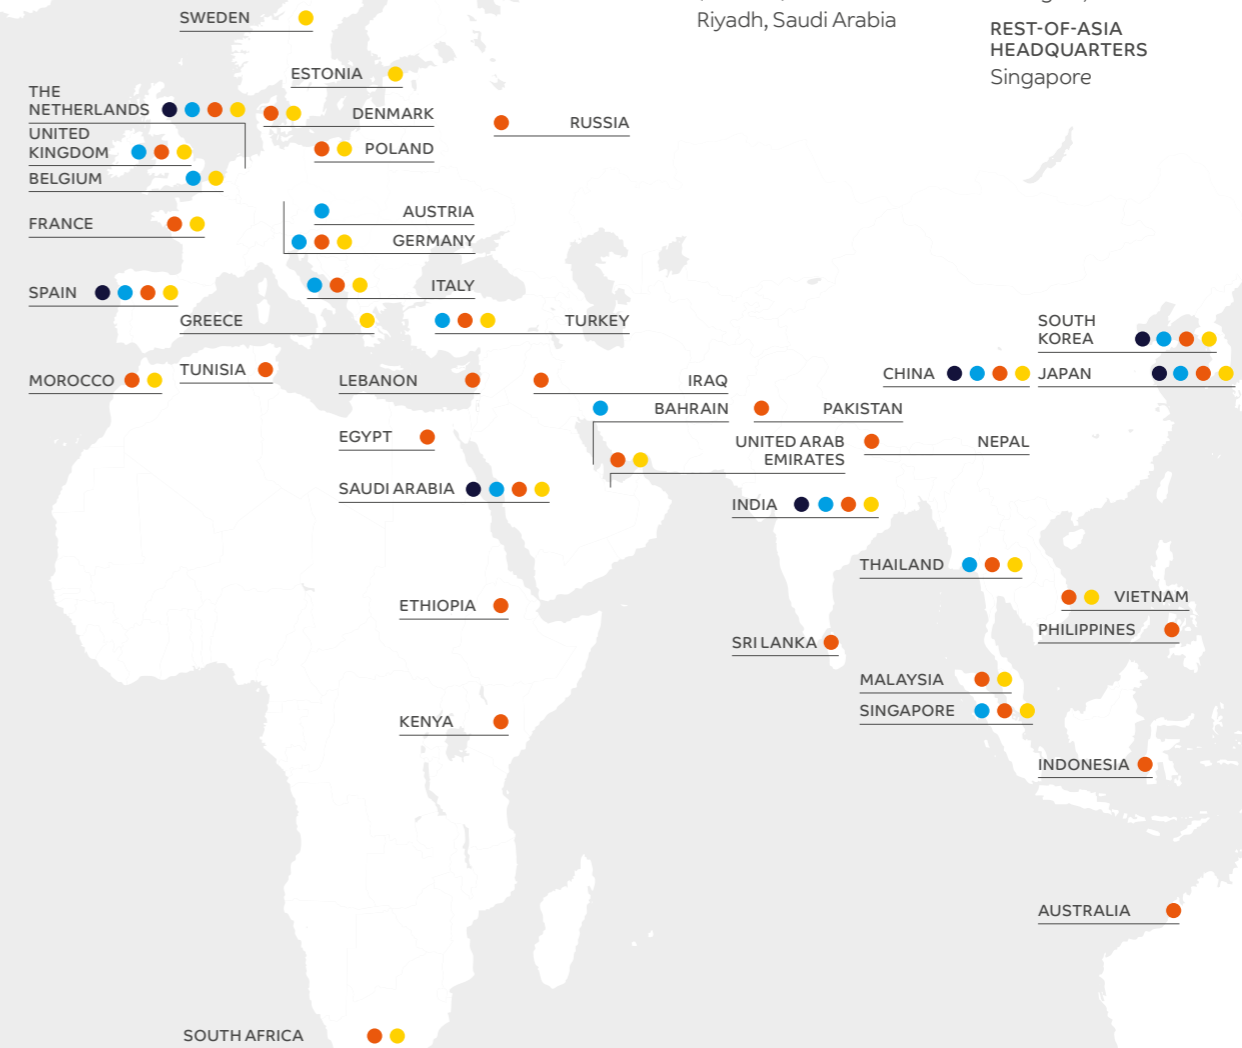 Riyadh, Saudi Arabia
REST-OF-ASIA
HEADQUARTERS
Singapore
SWEDEN
ESTONIA
THE
NETHERLANDS
DENMARK
RUSSIA
UNITED
KINGDOM
POLAND
BELGIUM
AUSTRIA
FRANCE
GERMANY
ITALY
SPAIN
GREECE
TURKEY
SOUTH
KOREA
MOROCCO
TUNISIA
LEBANON
IRAQ
CHINA
JAPAN
BAHRAIN
PAKISTAN
EGYPT
UNITED ARAB
EMIRATES
NEPAL
SAUDI ARABIA
INDIA
THAILAND
VIETNAM
ETHIOPIA
PHILIPPINES
SRI LANKA
MALAYSIA
SINGAPORE
KENYA
INDONESIA
AUSTRALIA
SOUTH AFRICA